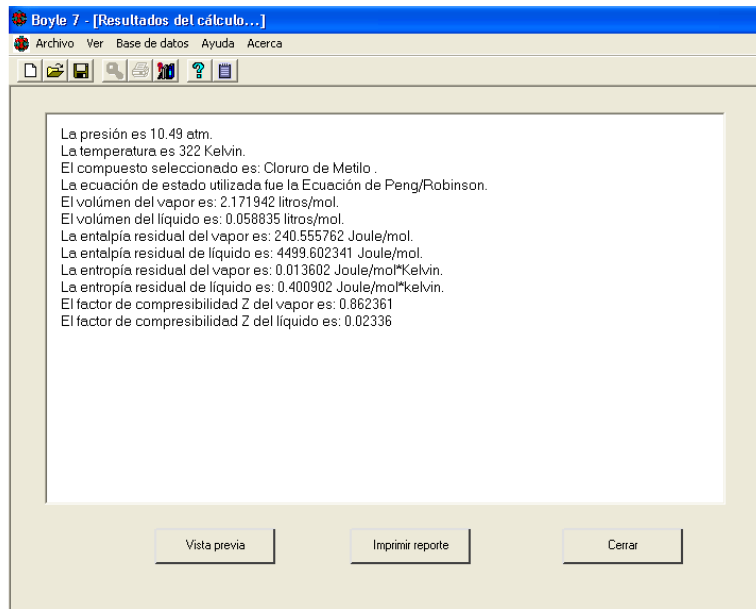 Boyle 7 - [Resultados del cálculo...]
Archivo Ver Base de datos Ayuda Acerca
La presión es 10.49 atm.
La temperatura es 322 Kelvin.
El compuesto seleccionado es: Cloruro de Metilo .
La ecuación de estado utilizada fue la Ecuación de Peng/Robinson.
El volúmen del vapor es: 2.171942 litros/mol.
El volúmen del líquido es: 0.058835 litros/mol.
La entalpía residual del vapor es: 240.555762 Joule/mol.
La entalpía residual de líquido es: 4499.602341 Joule/mol.
La entropía residual del vapor es: 0.013602 Joule/mol*Kelvin.
La entropía residual de líquido es: 0.400902 Joule/mol*kelvin.
El factor de compresibilidad Z del vapor es: 0.862361
El factor de compresibilidad Z del líquido es: 0.02336
Vista previa Imprimir reporte Cerrar